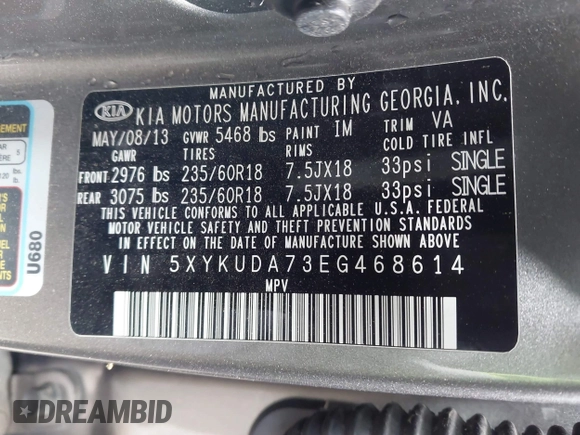 MANUFACTURED BY
KIA KIA MOTORS MANUFACTURING GEORGIA, INC.
MAY/08/13 GVWR 5468 lbs PAINT IM TRIM VA
GAWR TIRES RIMS COLD TIRE INFL
FRONT 2976 lbs 235/60R18 7.5JX18 33psi SINGLE
REAR 3075 lbs 235/60R18 7.5JX18 33psi SINGLE
THIS VEHICLE CONFORMS TO ALL APPLICABLE U.S.A. FEDERAL
MOTOR VEHICLE SAFETY AND THEFT PREVENTION STANDARDS
IN EFFECT ON THE DATE OF MANUFACTURE SHOWN ABOVE
VIN 5XYKUDA73EG468614
MPV
U680
DREAMBID